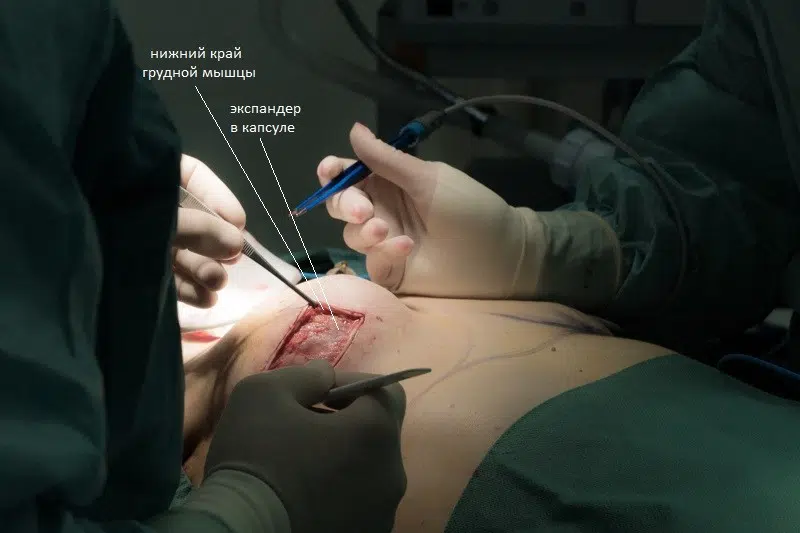 нижний край
грудной мышцы
экспандер
в капсуле